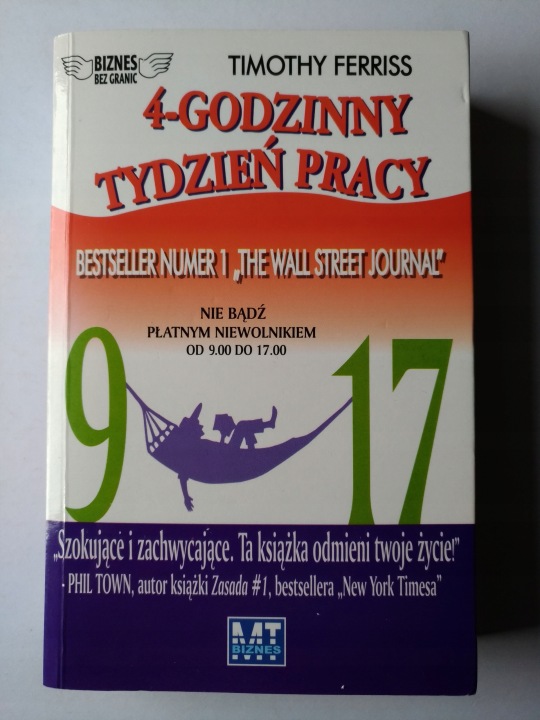 BIZNES
BEZ GRANIC
TIMOTHY FERRISS
4-GODZINNY
TYDZIEŃ PRACY
BESTSELLER NUMER 1 „THE WALL STREET JOURNAL”
NIE BĄDŹ
PŁATNYM NIEWOLNIKIEM
OD 9.00 DO 17.00
9 17
„Szokujące i zachwycające. Ta książka odmieni twoje życie!”
- PHIL TOWN, autor książki Zasada #1, bestsellera „New York Timesa”
MT
BIZNES